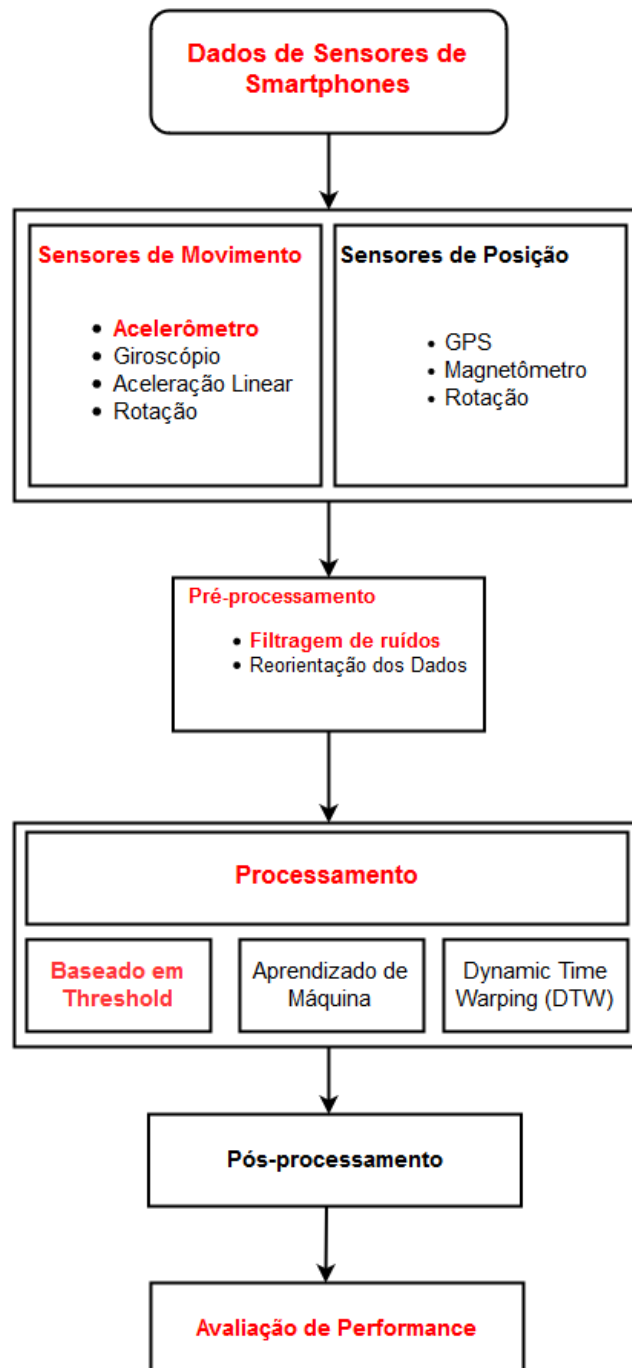 Dados de Sensores de
Smartphones
Sensores de Movimento
Acelerômetro
Giroscópio
Aceleração Linear
Rotação
Sensores de Posição
GPS
Magnetômetro
Rotação
Pré-processamento
Filtragem de ruídos
Reorientação dos Dados
Processamento
Baseado em
Threshold
Aprendizado de
Máquina
Dynamic Time
Warping (DTW)
Pós-processamento
Avaliação de Performance